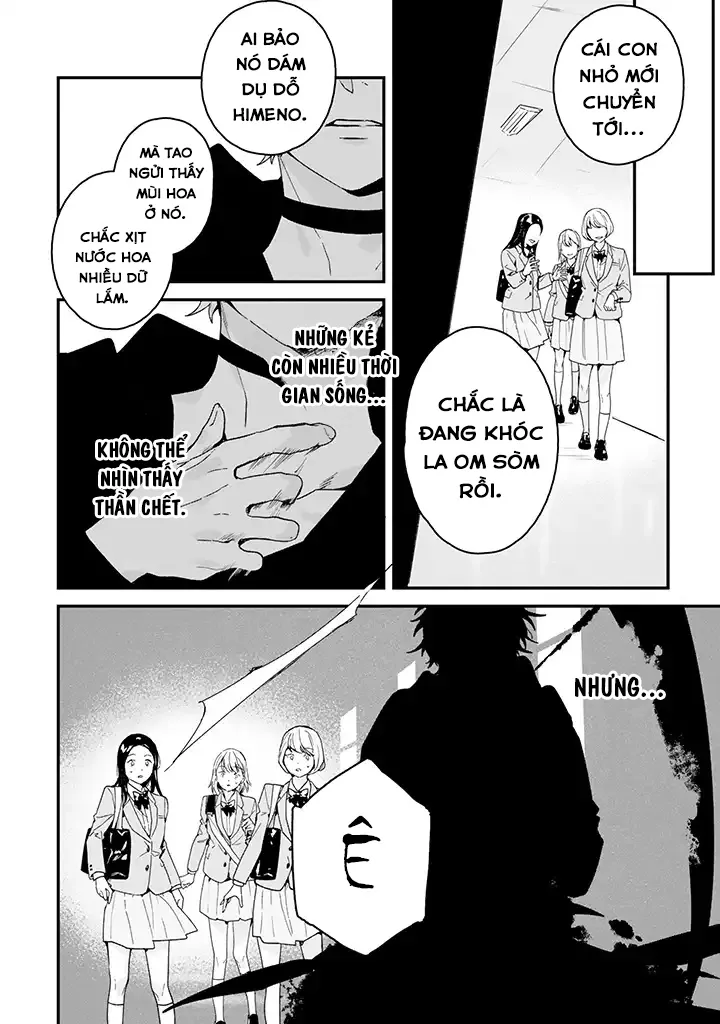 CÁI CON
NHỎ MỚI
CHUYỂN
TỚI...
AI BẢO
NÓ DÁM
DỤ DỖ
HIMENO.
MÀ TAO
NGỬI THẤY
MÙI HOA
Ở NÓ.
CHẮC XỊT
NƯỚC HOA
NHIỀU DỮ
LẮM.
CHẮC LÀ
ĐANG KHÓC
LA OM SÒM
RỒI.
NHỮNG KẺ
CÒN NHIỀU THỜI
GIAN SỐNG...
KHÔNG THỂ
NHÌN THẤY
THẦN CHẾT.
NHƯNG...
Ê